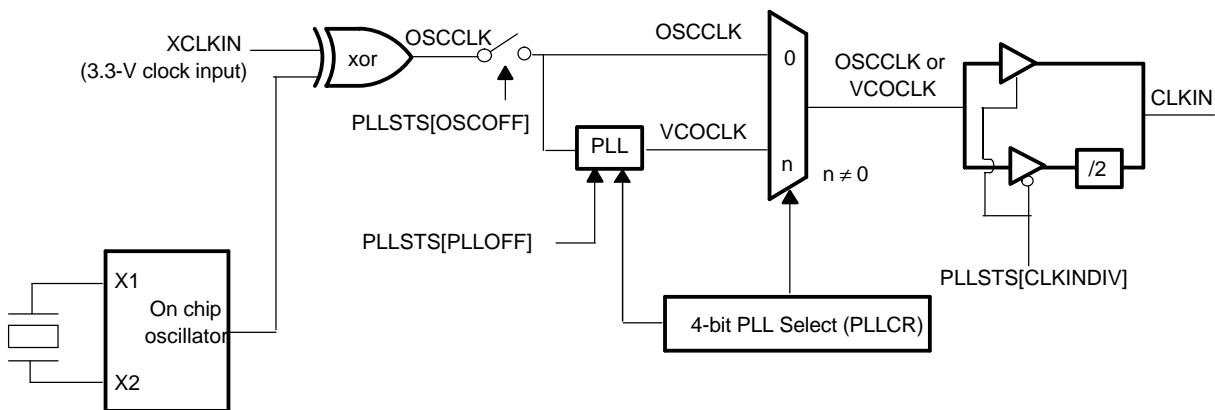 XCLKIN
(3.3-V clock input)
xor
OSCCLK
PLLSTS[OSCOFF]
OSCCLK
0
PLL
VCOCLK
n
n ≠ 0
OSCCLK or
VCOCLK
CLKIN
/2
PLLSTS[PLLOFF]
PLLSTS[CLKINDIV]
4-bit PLL Select (PLLCR)
X1
On chip
oscillator
X2